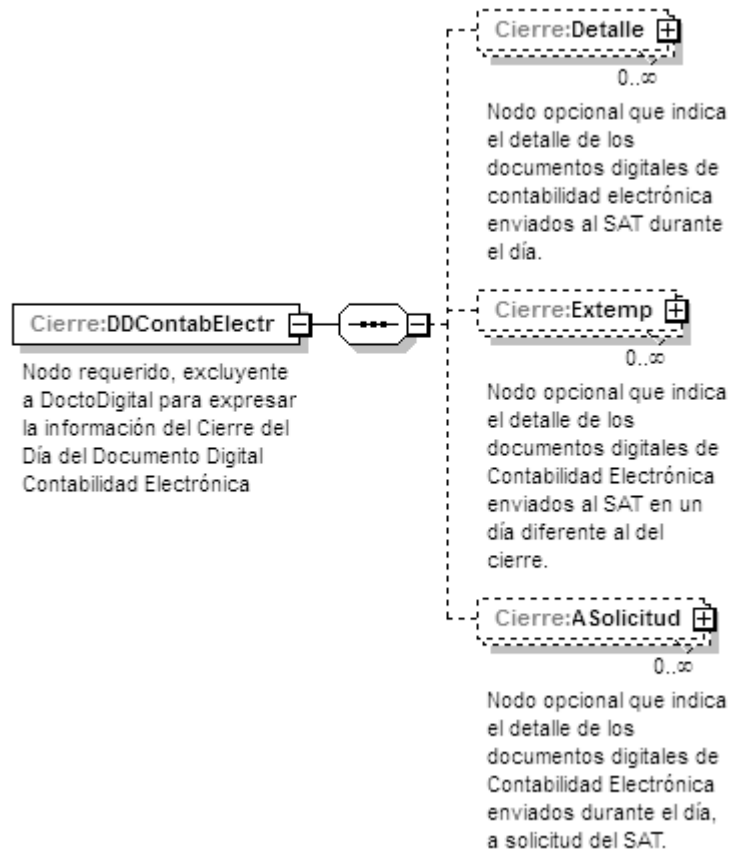 Cierre:Detalle
0..∞
Nodo opcional que indica
el detalle de los
documentos digitales de
contabilidad electrónica
enviados al SAT durante
el día.
Cierre:DDContabElectr
Nodo requerido, excluyente
a DoctoDigital para expresar
la información del Cierre del
Día del Documento Digital
Contabilidad Electrónica
Cierre:Extemp
0..∞
Nodo opcional que indica
el detalle de los
documentos digitales de
Contabilidad Electrónica
enviados al SAT en un
día diferente al del
cierre.
Cierre:ASolicitud
0..∞
Nodo opcional que indica
el detalle de los
documentos digitales de
Contabilidad Electrónica
enviados durante el día,
a solicitud del SAT.